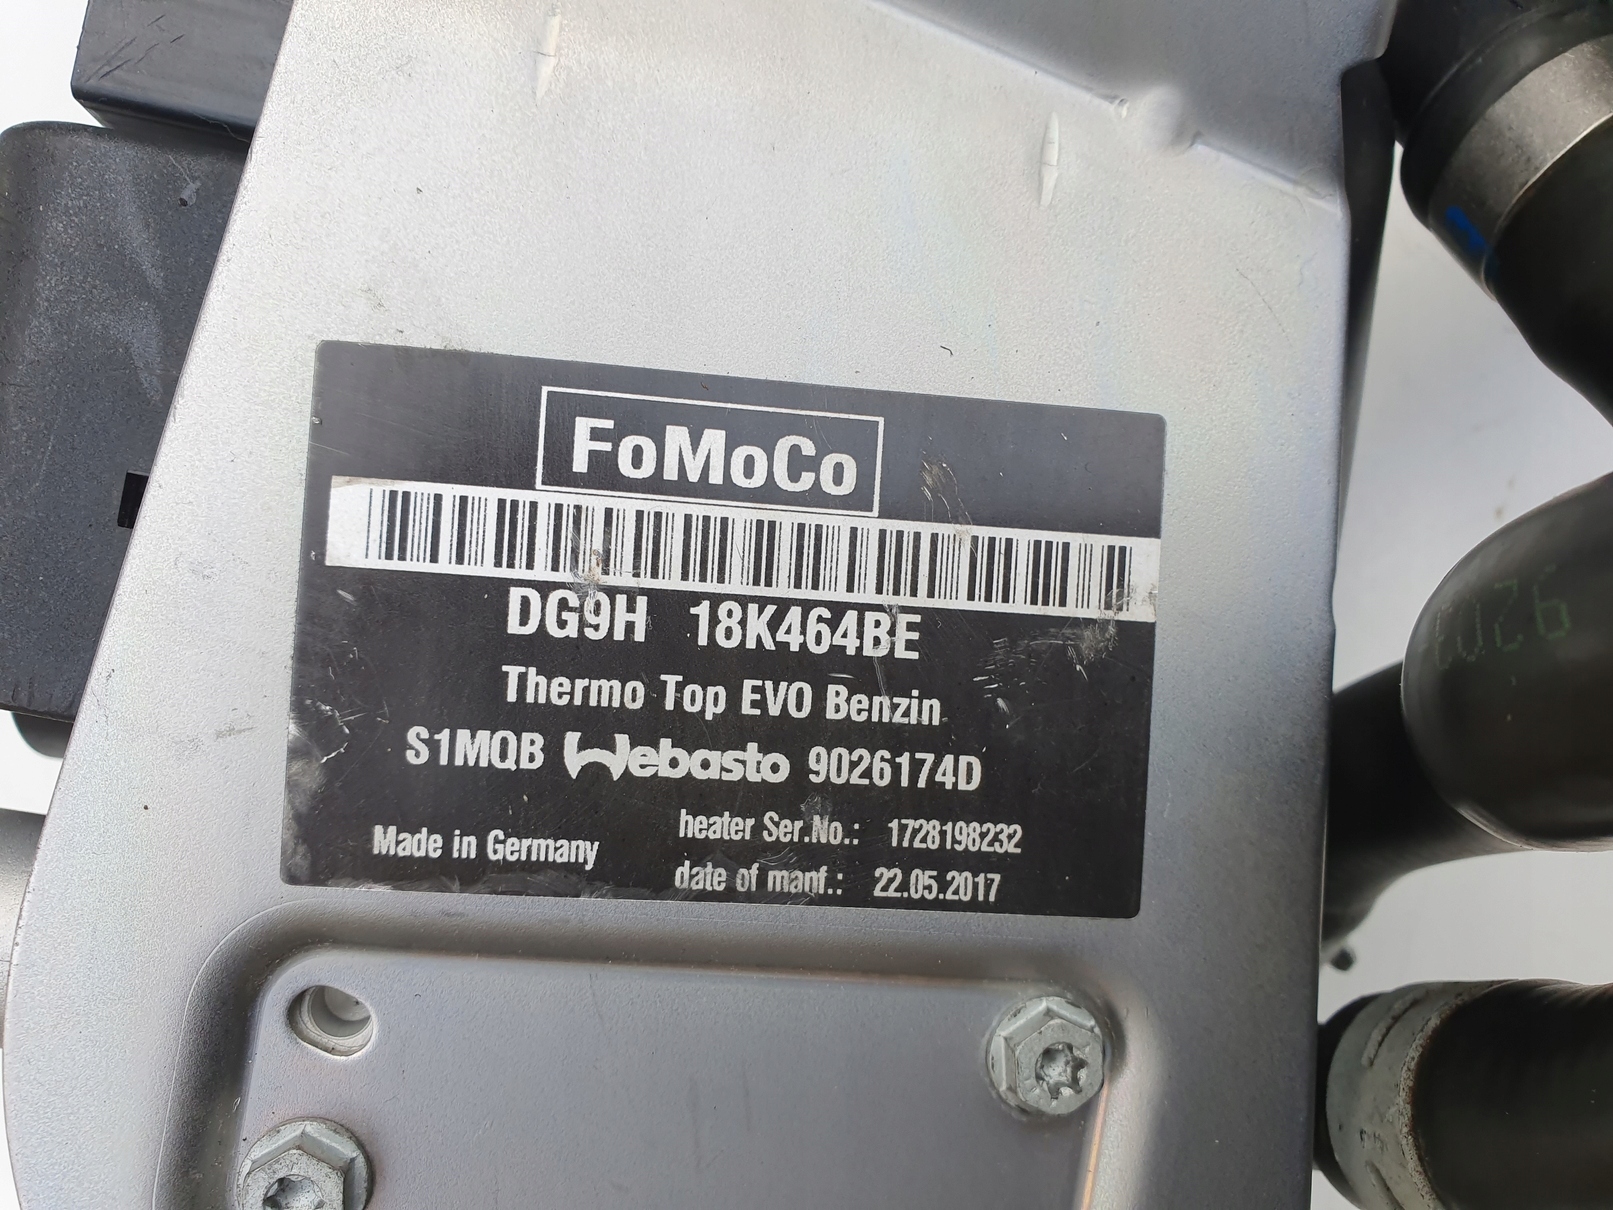 FoMoCo
DG9H 18K464BE
Thermo Top EVO Benzin
S1MQB Webasto 9026174D
heater Ser.No.: 1728198232
Made in Germany
date of manf.: 22.05.2017